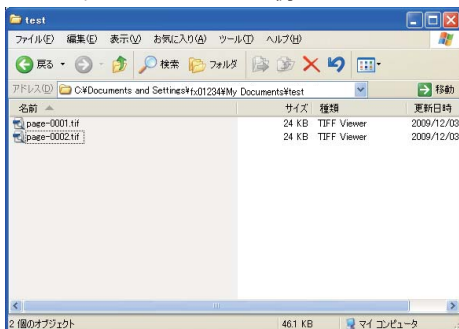 test
ファイル(F) 編集(E) 表示(V) お気に入り(A) ツール(T) ヘルプ(H)
戻る 検索 フォルダ
アドレス(D) C:¥Documents and Settings¥fx01234¥My Documents¥test 移動
名前 サイズ 種類 更新日時
page-0001.tif 24 KB TIFF Viewer 2009/12/03
page-0002.tif 24 KB TIFF Viewer 2009/12/03
2 個のオブジェクト 46.1 KB マイ コンピュータ